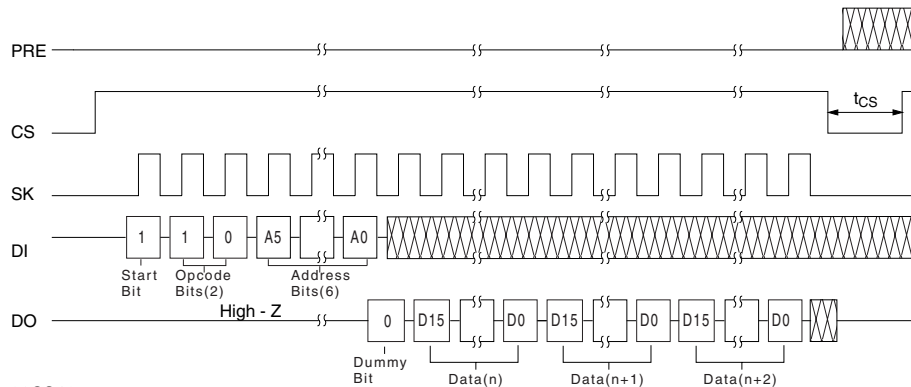 PRE
tCS
CS
SK
DI
1 1 0 A5 A0
Start Bit
Opcode Bits(2)
Address Bits(6)
High - Z
DO
0 D15 D0 D15 D0 D15 D0
Dummy Bit
Data(n)
Data(n+1)
Data(n+2)